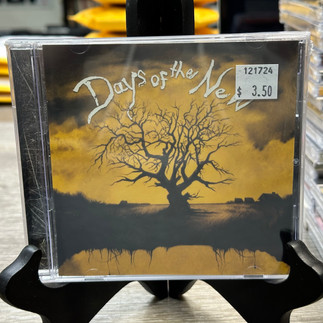 Days of the New
121724
$ 3.50